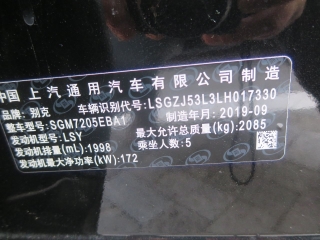 中国 上汽通用汽车有限公司制造
品牌: 别克 车辆识别代号: LSGZJ53L3LH017330
整车型号: SGM7205EBA1 制造年月: 2019-09
发动机型号: LSY 最大允许总质量(kg): 2085
发动机排量(mL): 1998 乘坐人数: 5
发动机最大净功率(kW): 172